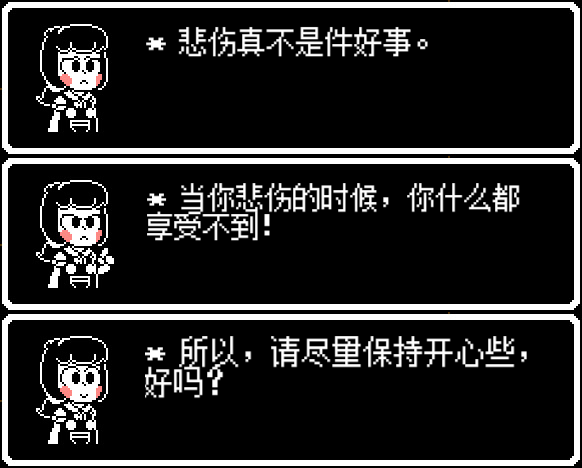 * 悲伤真不是件好事。
* 当你悲伤的时候，你什么都
享受不到!
* 所以，请尽量保持开心些，
好吗?